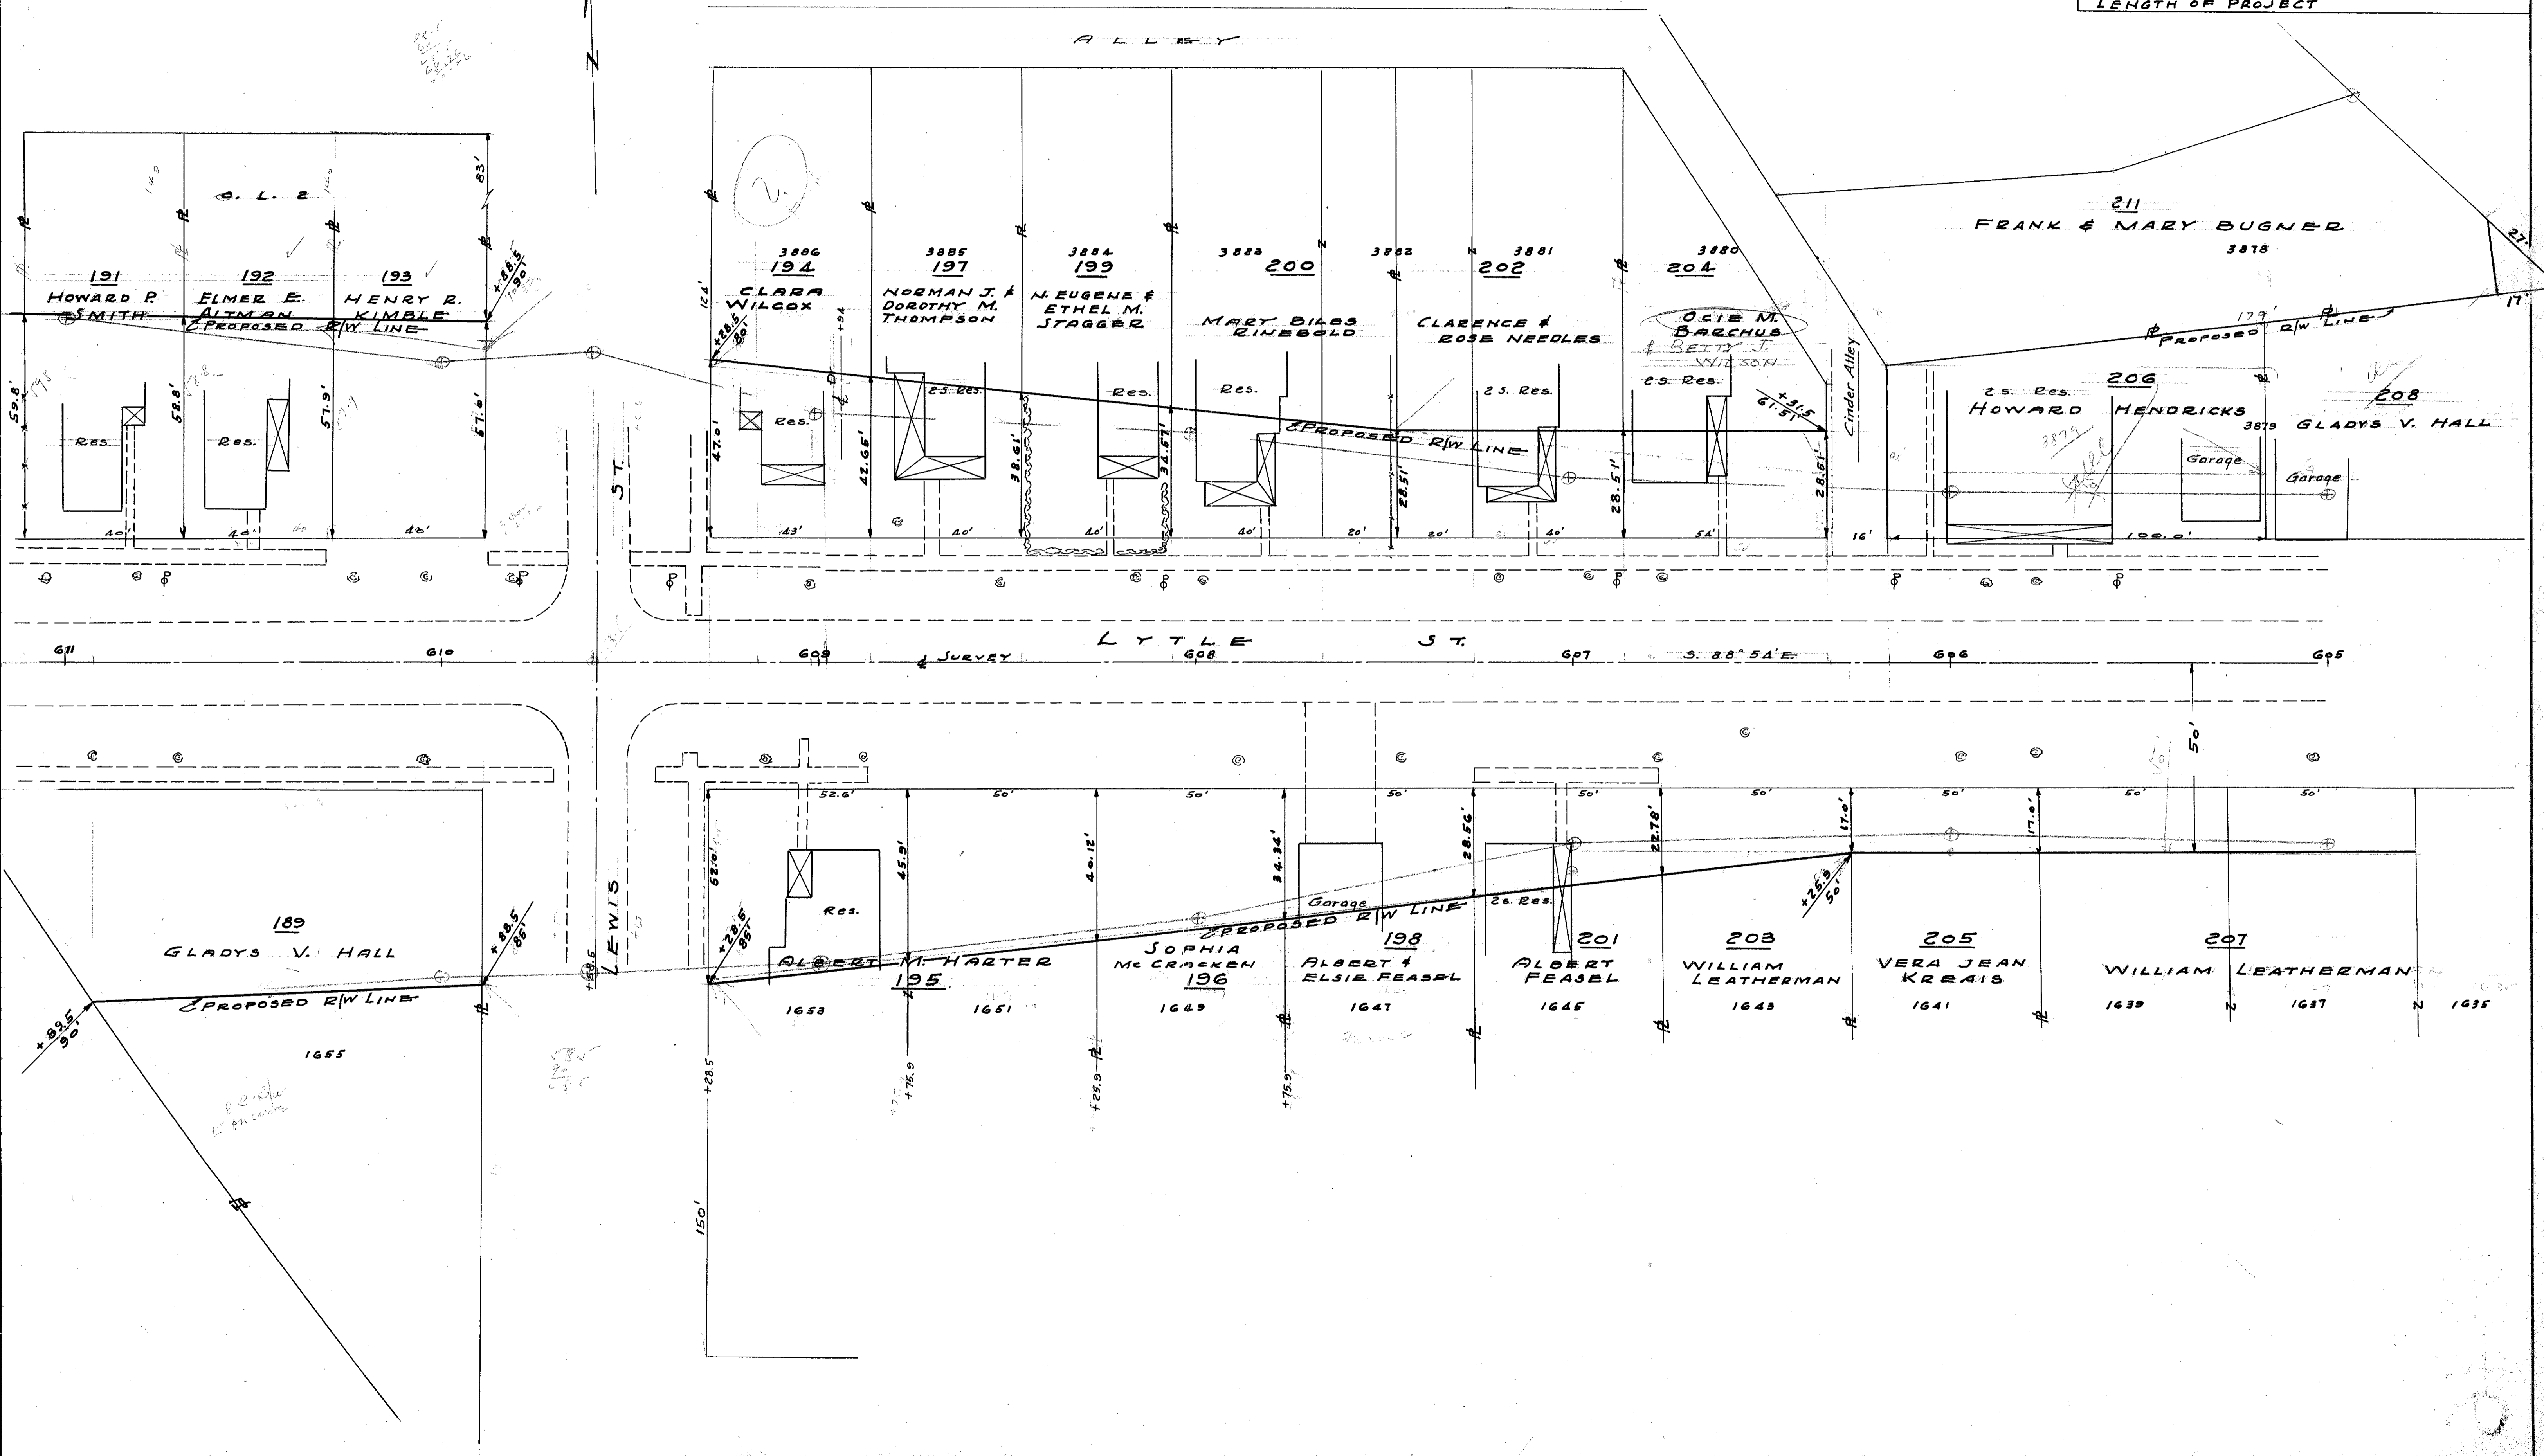 LENGTH OF PROJECT
ALLEY
N
O. L. 2
83'
2.
191
HOWARD P.
SMITH
192
ELMER E.
AITMAN
193
HENRY R.
KIMBLE
PROPOSED R/W LINE
+88.5
90'
3886
194
CLARA
WILCOX
124'
+28.5
80'
+94
3885
197
NORMAN J. &
DOROTHY M.
THOMPSON
3884
199
N. EUGENE &
ETHEL M.
STAGGER
3883
200
3882
MARY BILES
RINEBOLD
202
3881
CLARENCE &
ROSE NEEDLES
204
3880
OCIE M.
BARCHUS
& BETTY J.
WILSON
211
FRANK & MARY BUGNER
3878
27'
17'
179'
PROPOSED R/W LINE
Cinder Alley
+31.5
61.51'
206
2 S. Res.
HOWARD HENDRICKS
3879
3879
208
GLADYS V. HALL
Garage
Garage
59.8'
58.8'
57.9'
57.0'
Res.
Res.
47.0'
Res.
42.65'
2 S. Res.
38.61'
Res.
34.57'
Res.
PROPOSED R/W LINE
28.51'
2 S. Res.
28.51'
2 S. Res.
28.51'
40'
40'
40'
43'
40'
40'
40'
20'
20'
40'
54'
16'
100.0'
ST.
LYTLE ST.
611
610
609
℄ SURVEY
608
607
S. 88° 54' E.
606
605
50'
52.6'
50'
50'
50'
50'
50'
50'
50'
50'
52.0'
45.9'
40.12'
34.34'
28.56'
22.78'
17.0'
17.0'
LEWIS
+58.5
189
GLADYS V. HALL
PROPOSED R/W LINE
+89.5
90'
+88.5
85'
1655
+28.5
85'
Res.
ALBERT M. HARTER
195
1653
1651
SOPHIA
McCRACKEN
196
1649
Garage
PROPOSED R/W LINE
198
ALBERT &
ELSIE FEASEL
1647
2 S. Res.
201
ALBERT
FEASEL
1645
203
WILLIAM
LEATHERMAN
1643
+25.9
50'
205
VERA JEAN
KREAIS
1641
207
WILLIAM LEATHERMAN
1639
1637
1635
+28.5
+75.9
+25.9
+75.9
150'